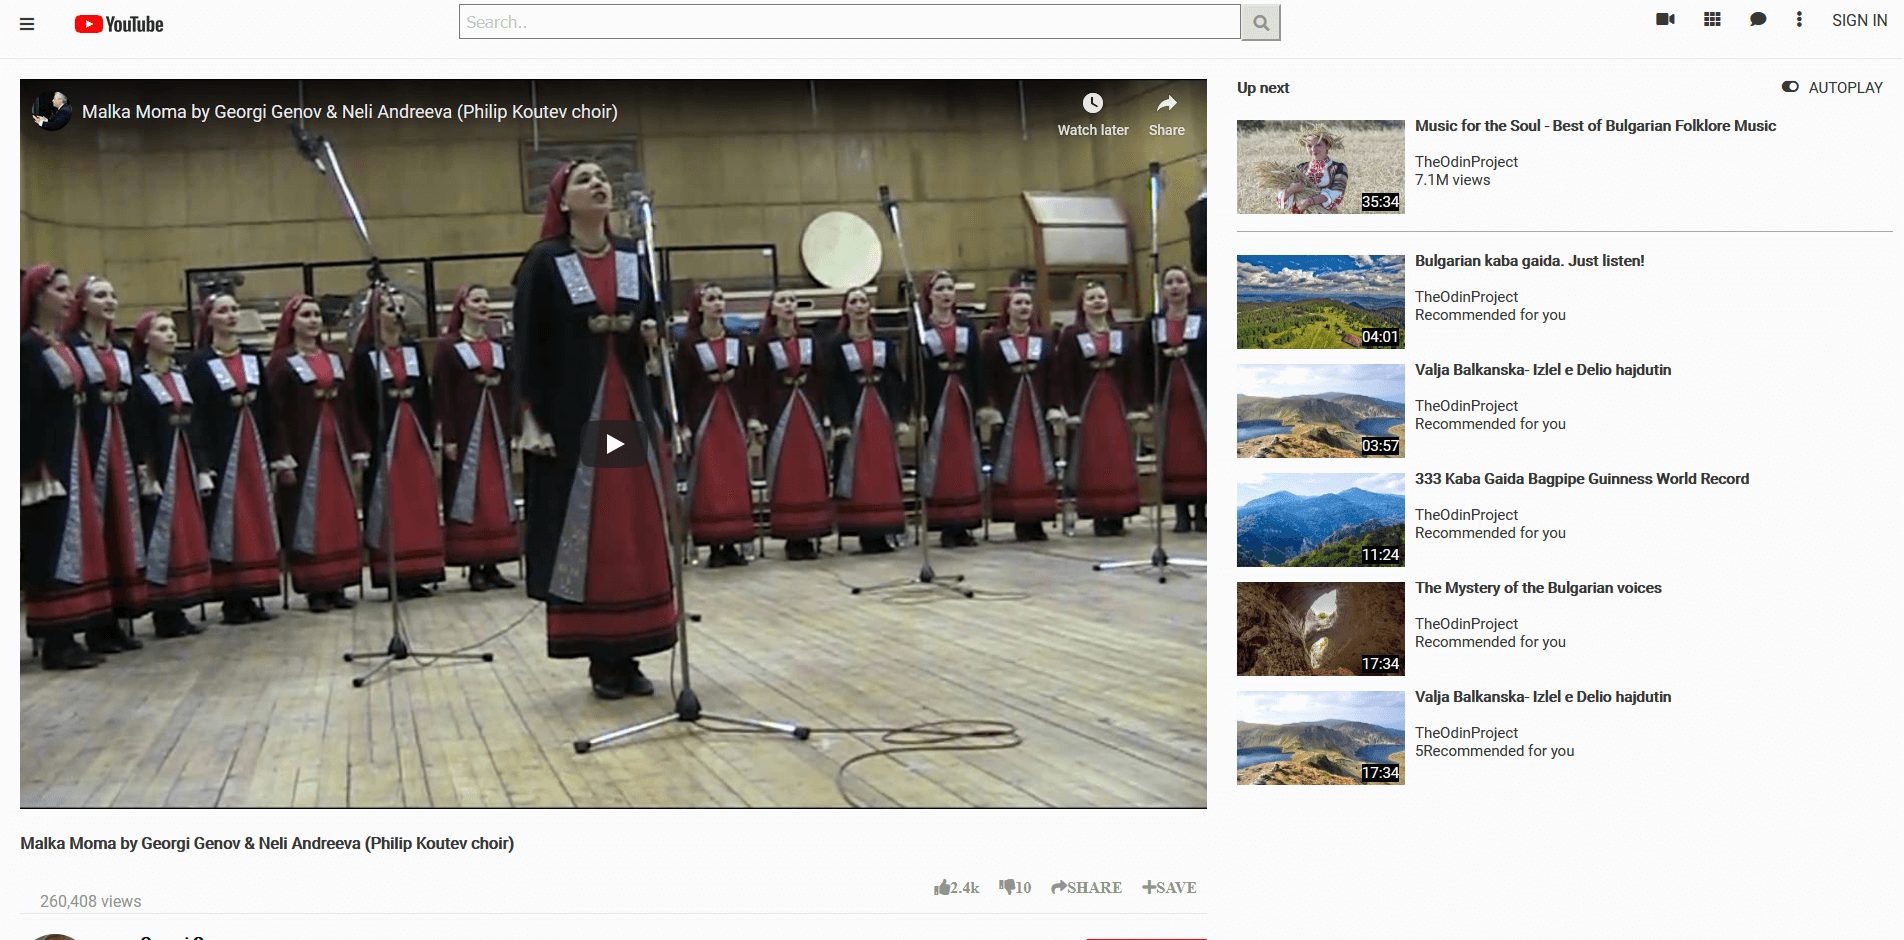 YouTube
Search..
SIGN IN
Malka Moma by Georgi Genov & Neli Andreeva (Philip Koutev choir)
Watch later
Share
Up next
AUTOPLAY
Music for the Soul - Best of Bulgarian Folklore Music
TheOdinProject
7.1M views
35:34
Bulgarian kaba gaida. Just listen!
TheOdinProject
Recommended for you
04:01
Valja Balkanska- Izlel e Delio hajdutin
TheOdinProject
Recommended for you
03:57
333 Kaba Gaida Bagpipe Guinness World Record
TheOdinProject
Recommended for you
11:24
The Mystery of the Bulgarian voices
TheOdinProject
Recommended for you
17:34
Valja Balkanska- Izlel e Delio hajdutin
TheOdinProject
5Recommended for you
17:34
Malka Moma by Georgi Genov & Neli Andreeva (Philip Koutev choir)
260,408 views
2.4k
10
SHARE
SAVE